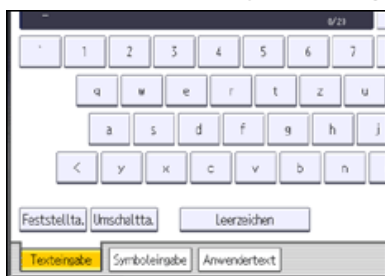 0/23
` 1 2 3 4 5 6 7
q w e r t z u
a s d f g h j
< y x c v b n
Feststellta. Umschaltta. Leerzeichen
Texteingabe Symboleingabe Anwendertext